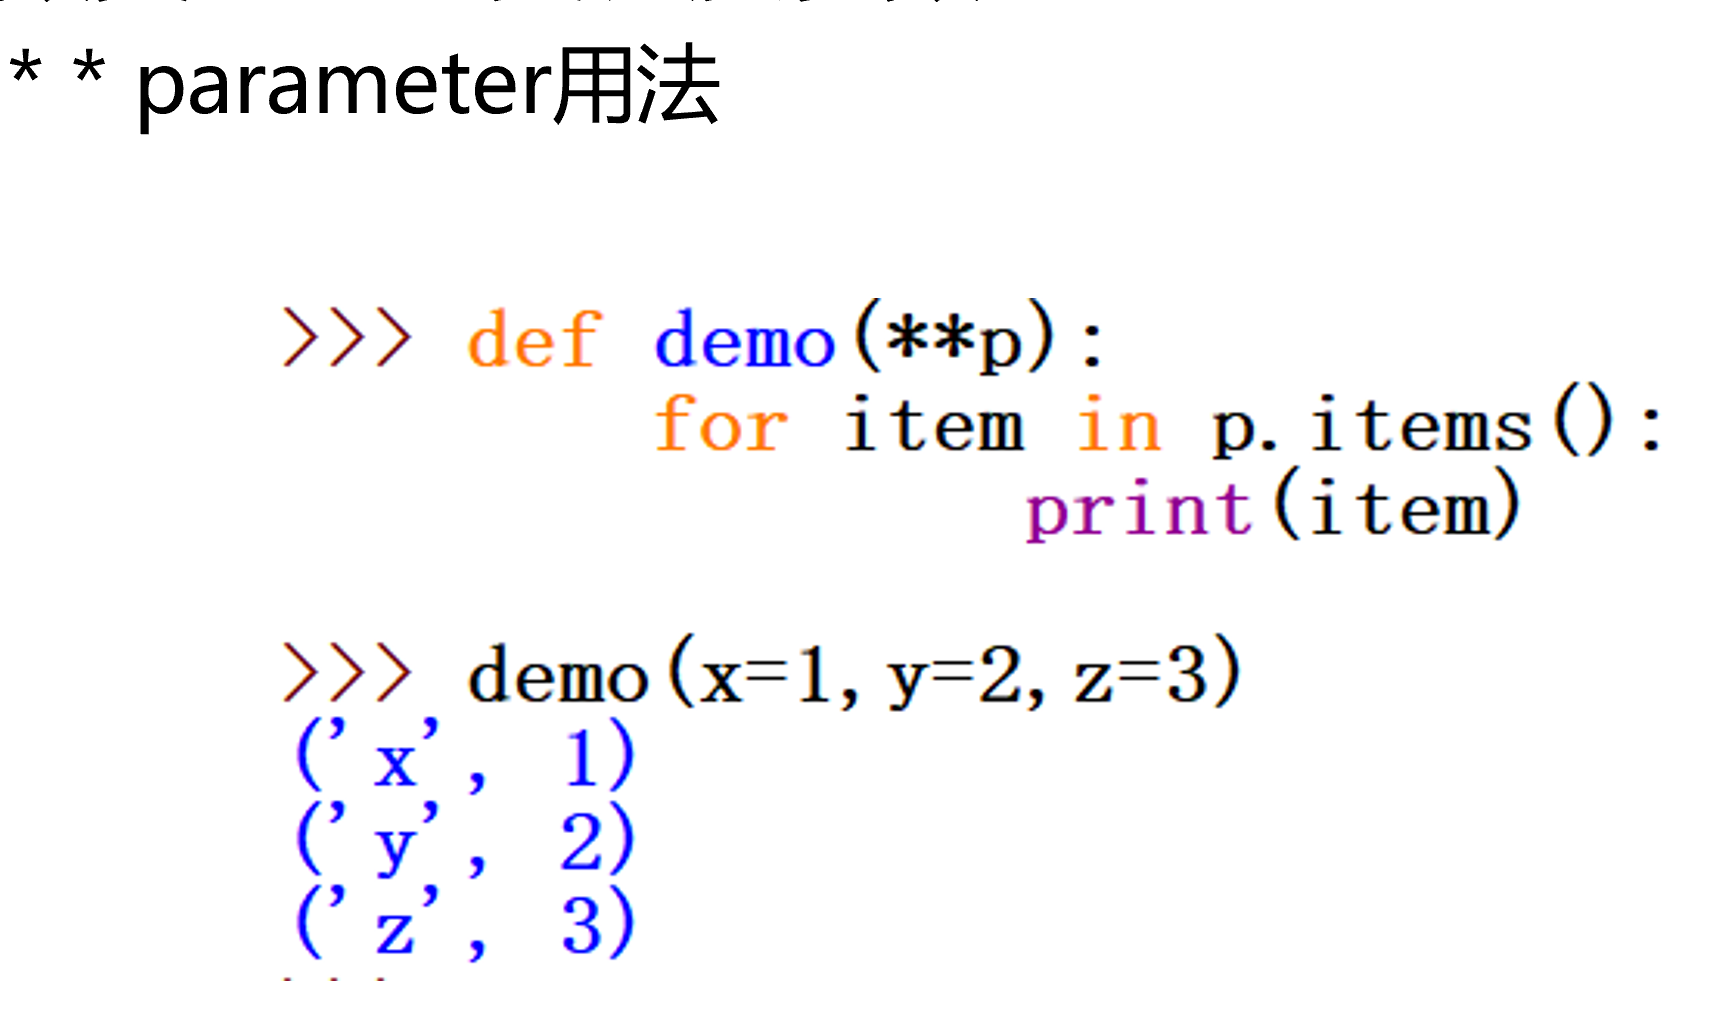 * * parameter用法
>>> def demo(**p):
        for item in p.items():
                print(item)
>>> demo(x=1, y=2, z=3)
('x', 1)
('y', 2)
('z', 3)